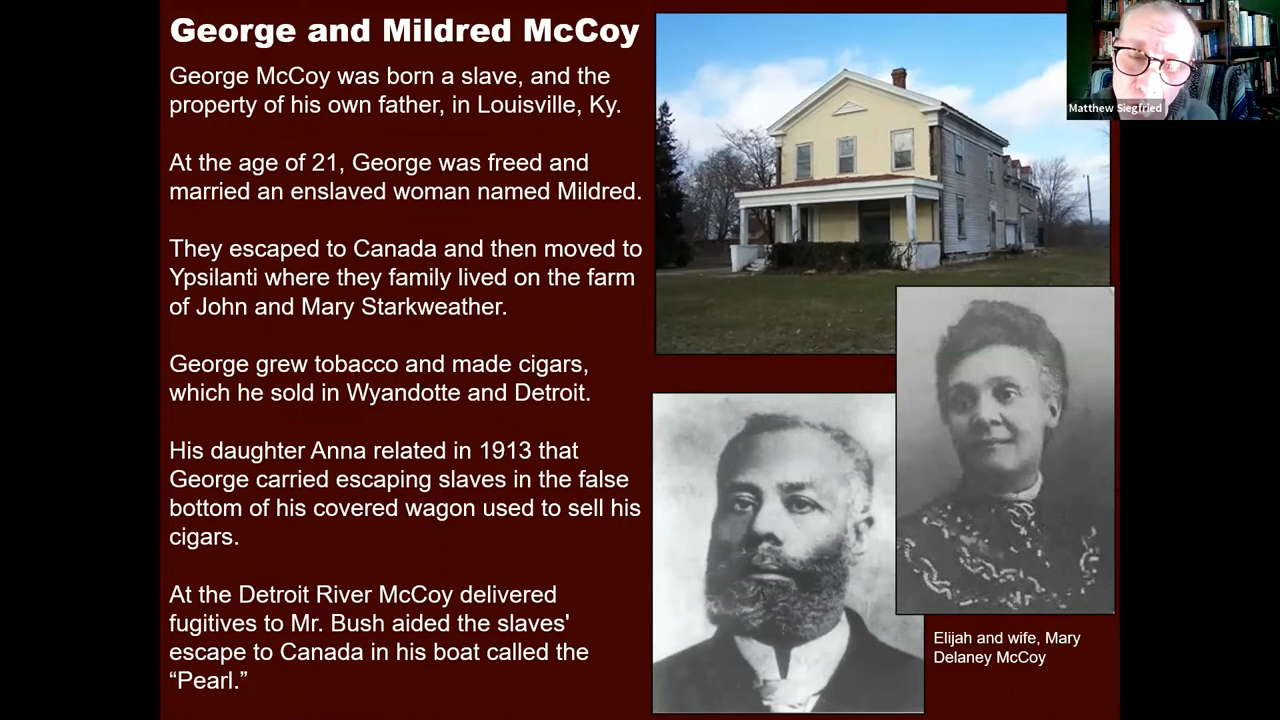 George and Mildred McCoy
George McCoy was born a slave, and the
property of his own father, in Louisville, Ky.
At the age of 21, George was freed and
married an enslaved woman named Mildred.
They escaped to Canada and then moved to
Ypsilanti where they family lived on the farm
of John and Mary Starkweather.
George grew tobacco and made cigars,
which he sold in Wyandotte and Detroit.
His daughter Anna related in 1913 that
George carried escaping slaves in the false
bottom of his covered wagon used to sell his
cigars.
At the Detroit River McCoy delivered
fugitives to Mr. Bush aided the slaves'
escape to Canada in his boat called the
“Pearl.”
Matthew Siegfried
Elijah and wife, Mary
Delaney McCoy